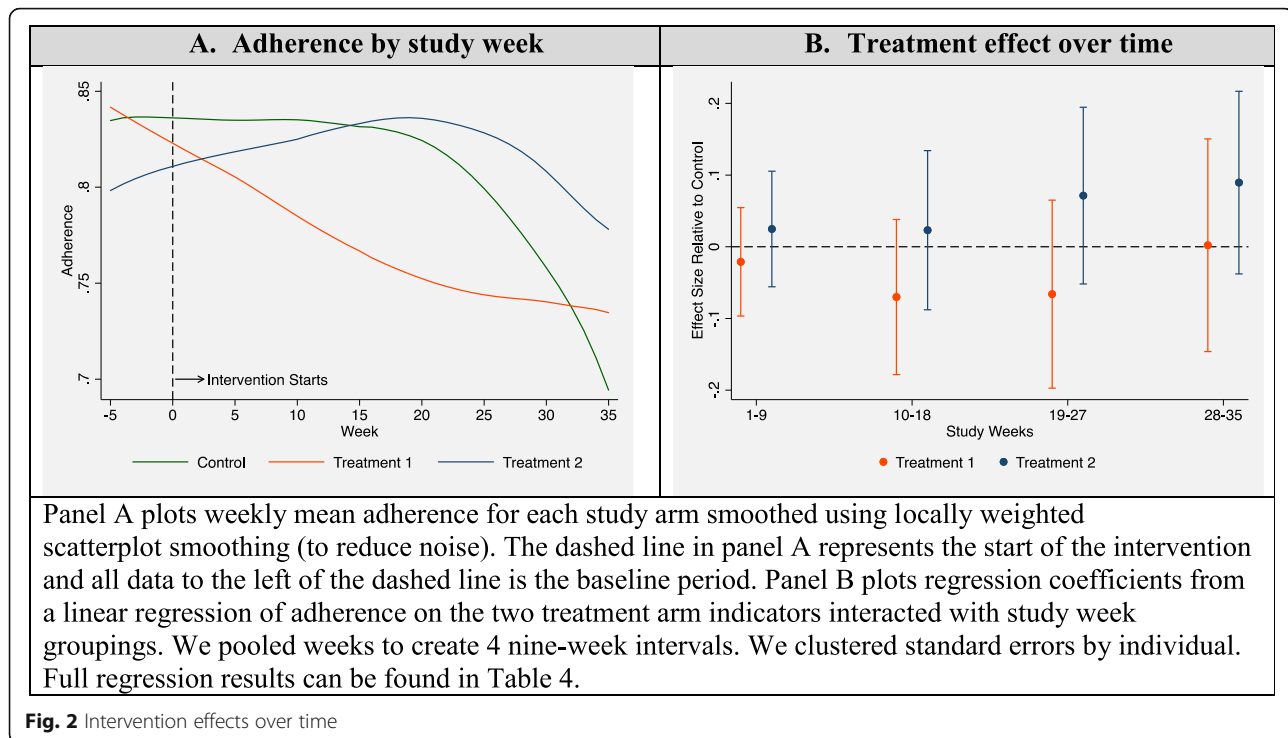 A. Adherence by study week
B. Treatment effect over time
.85
.8
.75
.7
Adherence
Intervention Starts
-5 0 5 10 15 20 25 30 35
Week
Control Treatment 1 Treatment 2
.2
.1
0
-.1
-.2
Effect Size Relative to Control
1-9 10-18 19-27 28-35
Study Weeks
Treatment 1 Treatment 2
Panel A plots weekly mean adherence for each study arm smoothed using locally weighted
scatterplot smoothing (to reduce noise). The dashed line in panel A represents the start of the intervention
and all data to the left of the dashed line is the baseline period. Panel B plots regression coefficients from
a linear regression of adherence on the two treatment arm indicators interacted with study week
groupings. We pooled weeks to create 4 nine-week intervals. We clustered standard errors by individual.
Full regression results can be found in Table 4.
Fig. 2 Intervention effects over time